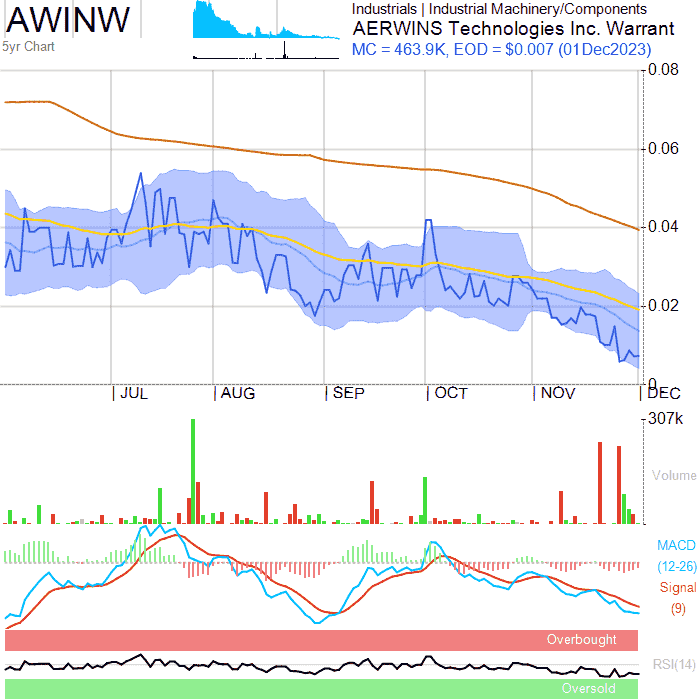 AWINW
5yr Chart
Industrials | Industrial Machinery/Components
AERWINS Technologies Inc. Warrant
MC = 463.9K, EOD = $0.007 (01Dec2023)
0.08
0.06
0.04
0.02
0
JUL
AUG
SEP
OCT
NOV
DEC
307k
Volume
MACD
(12-26)
Signal
(9)
Overbought
RSI(14)
Oversold